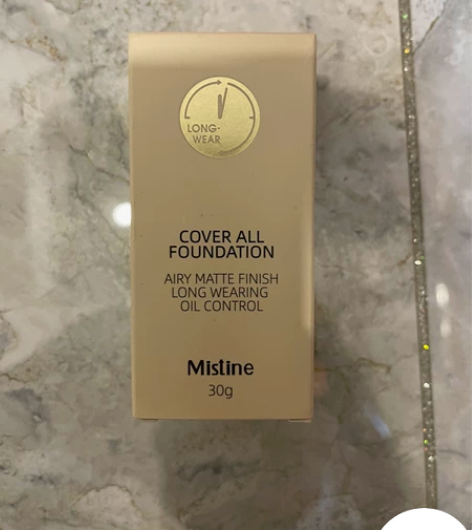 LONG-
WEAR
COVER ALL
FOUNDATION
AIRY MATTE FINISH
LONG WEARING
OIL CONTROL
Mistine
30g